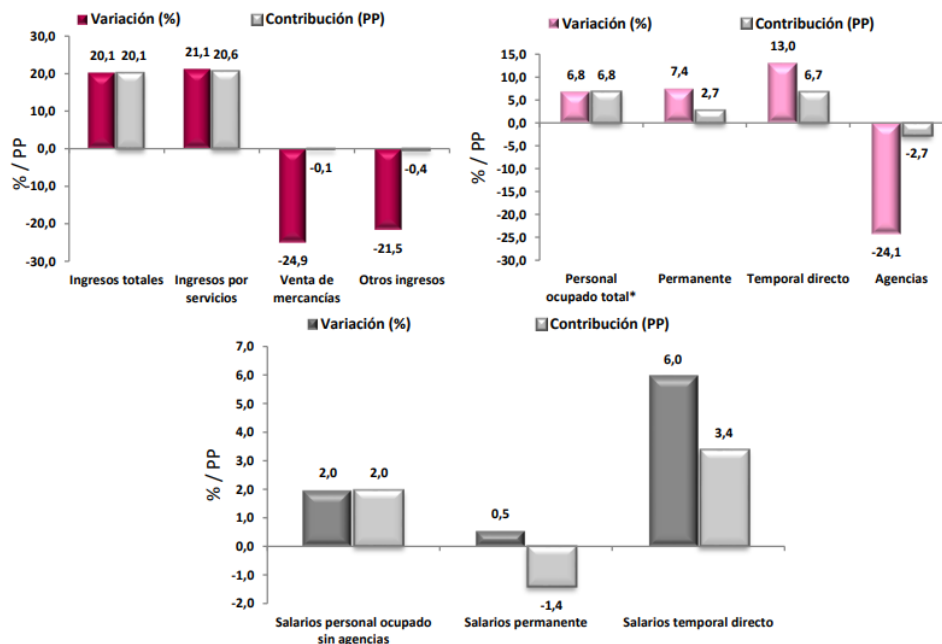 Variación (%) Contribución (PP)
30,0
20,0
10,0
0,0
-10,0
-20,0
-30,0
% / PP
20,1 20,1 21,1 20,6
-0,1 -0,4
-24,9 -21,5
Ingresos totales Ingresos por servicios Venta de mercancías Otros ingresos
Variación (%) Contribución (PP)
15,0
10,0
5,0
0,0
-5,0
-10,0
-15,0
-20,0
-25,0
-30,0
% / PP
6,8 6,8 7,4 2,7 13,0 6,7
-24,1 -2,7
Personal ocupado total* Permanente Temporal directo Agencias
Variación (%) Contribución (PP)
7,0
6,0
5,0
4,0
3,0
2,0
1,0
0,0
-1,0
-2,0
% / PP
2,0 2,0 0,5 -1,4 6,0 3,4
Salarios personal ocupado sin agencias Salarios permanente Salarios temporal directo